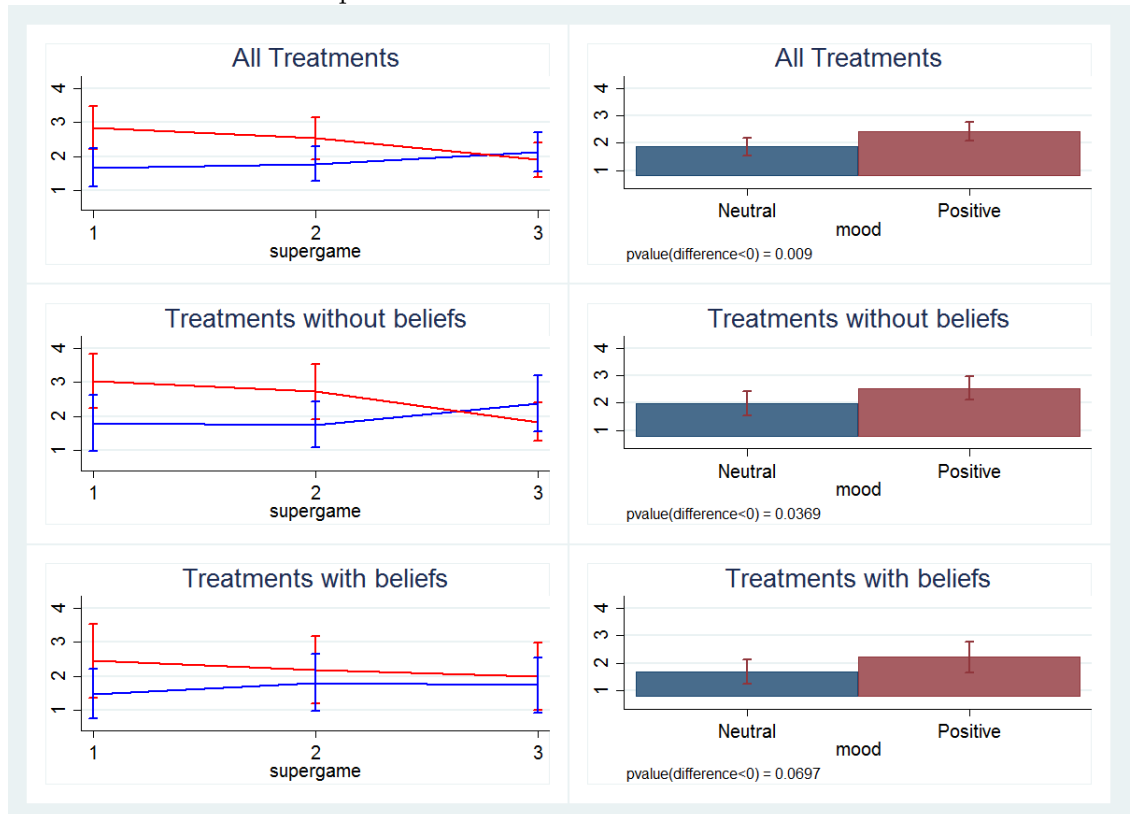 All Treatments
4
3
2
1
1 2 3
supergame
All Treatments
4
3
2
1
Neutral Positive
mood
pvalue(difference<0) = 0.009
Treatments without beliefs
4
3
2
1
1 2 3
supergame
Treatments without beliefs
4
3
2
1
Neutral Positive
mood
pvalue(difference<0) = 0.0369
Treatments with beliefs
4
3
2
1
1 2 3
supergame
Treatments with beliefs
4
3
2
1
Neutral Positive
mood
pvalue(difference<0) = 0.0697